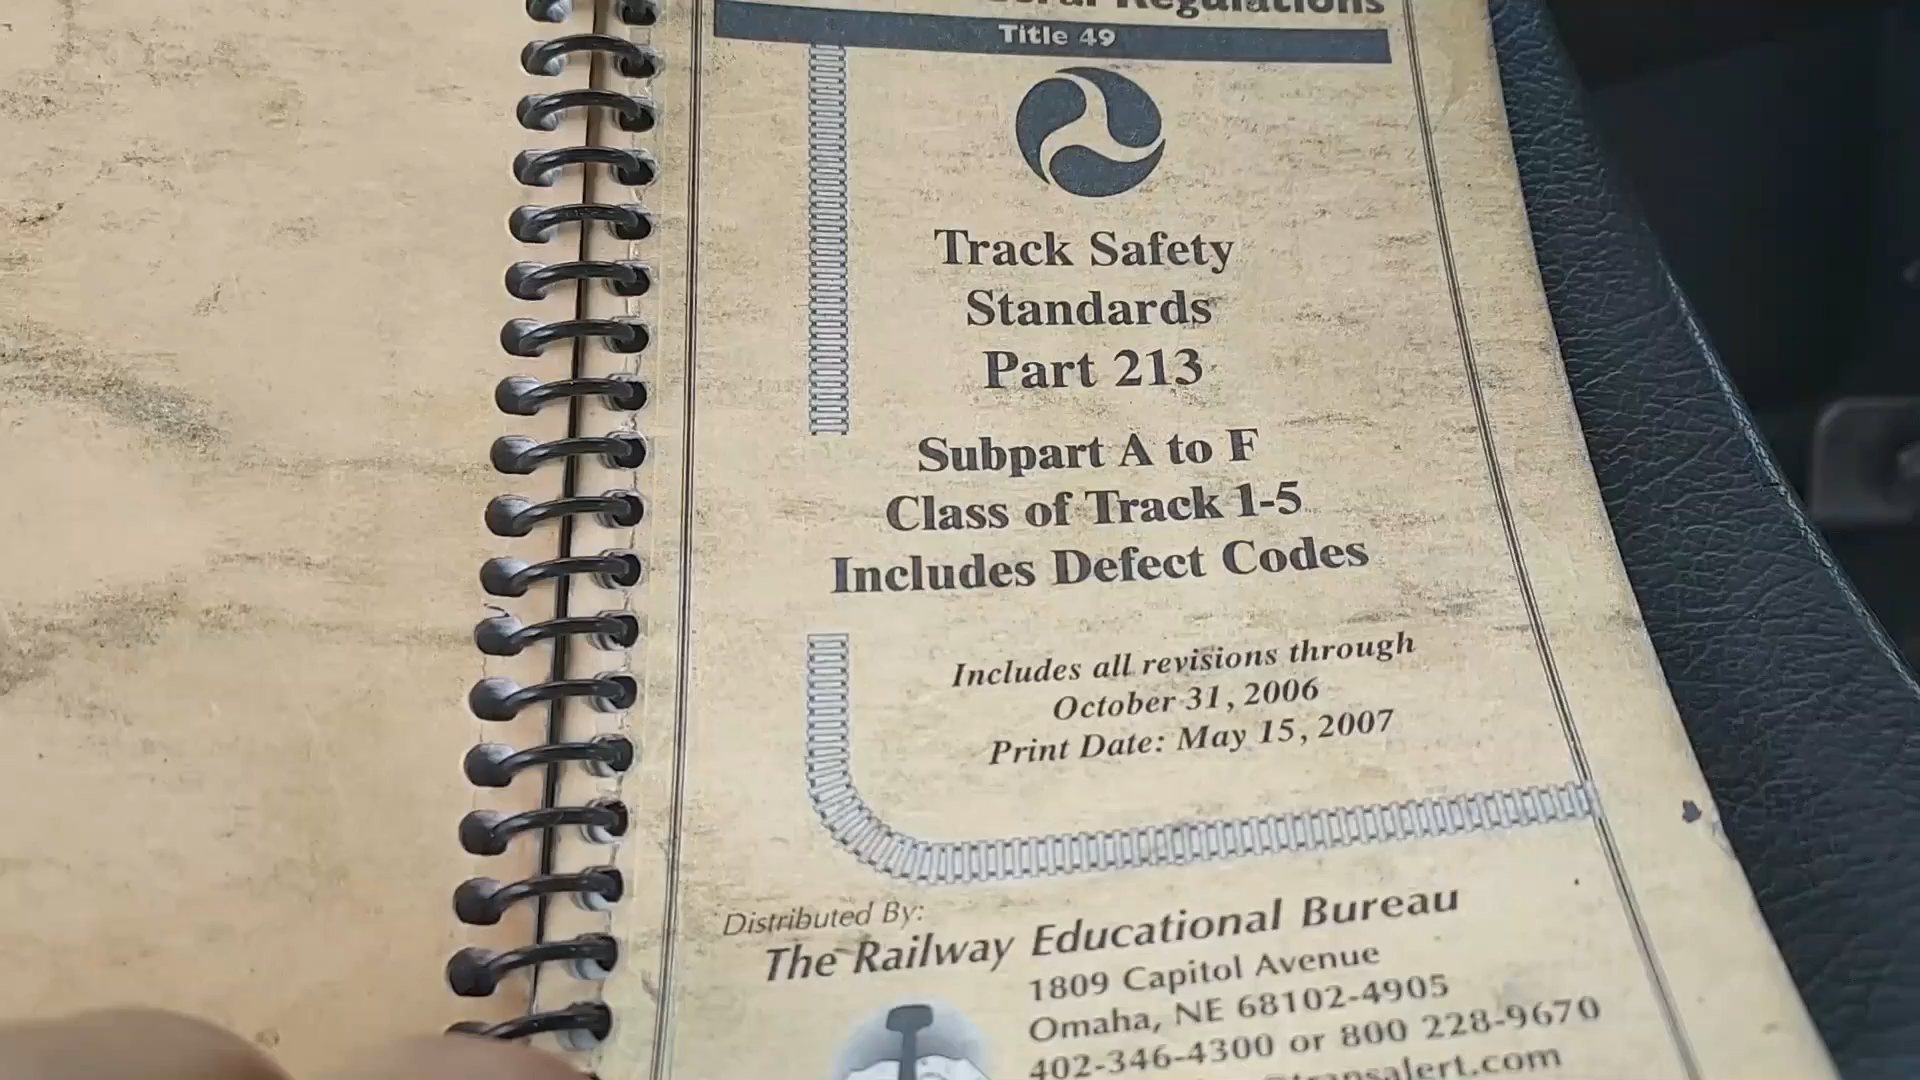 Regulations
Title 49
Track Safety
Standards
Part 213
Subpart A to F
Class of Track 1-5
Includes Defect Codes
Includes all revisions through
October 31, 2006
Print Date: May 15, 2007
Distributed By:
The Railway Educational Bureau
1809 Capitol Avenue
Omaha, NE 68102-4905
402-346-4300 or 800 228-9670